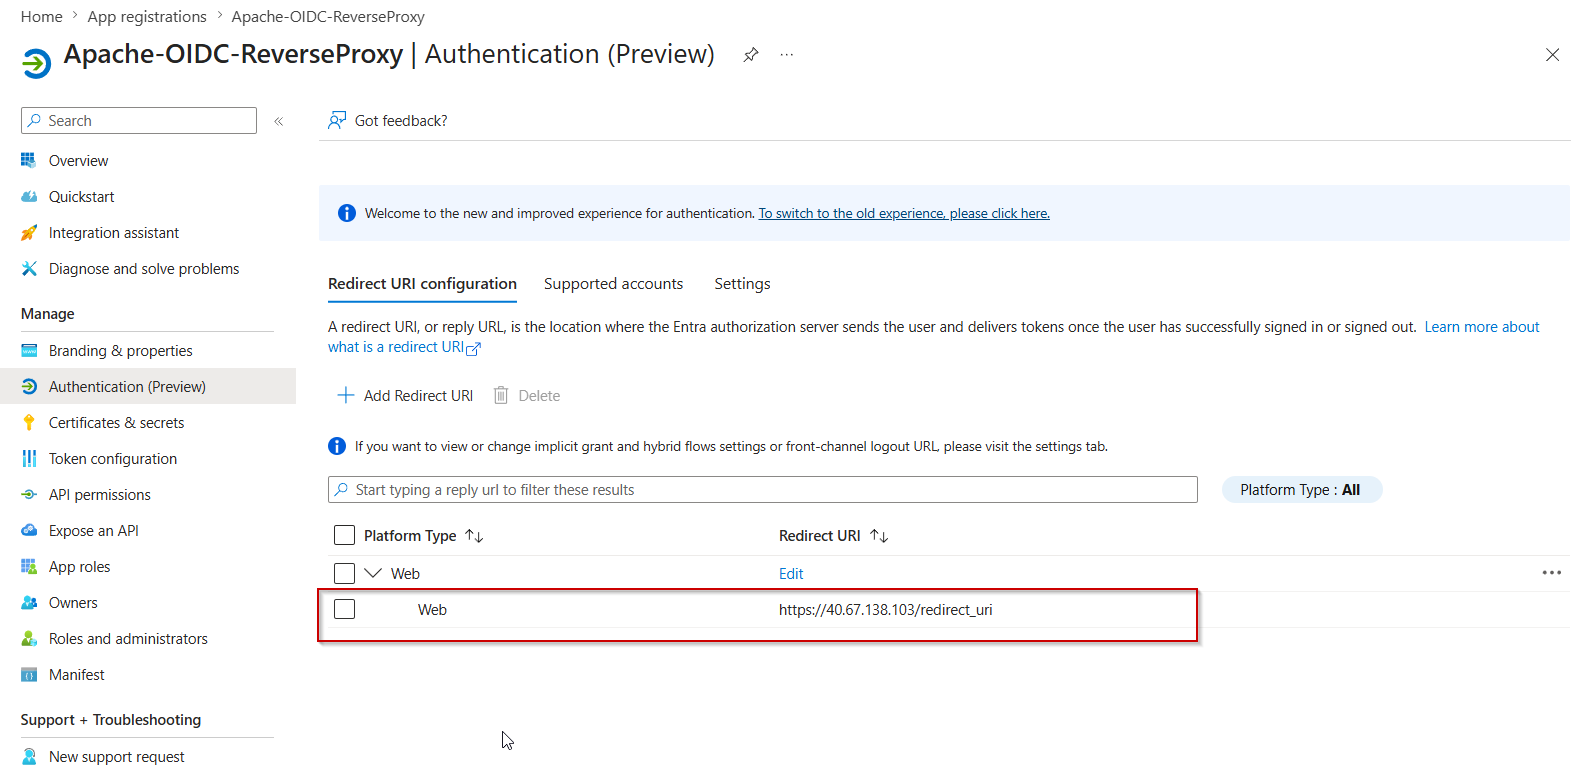 Home > App registrations > Apache-OIDC-ReverseProxy
Apache-OIDC-ReverseProxy | Authentication (Preview)
Search
Got feedback?
Overview
Quickstart
Integration assistant
Diagnose and solve problems
Manage
Branding & properties
Authentication (Preview)
Certificates & secrets
Token configuration
API permissions
Expose an API
App roles
Owners
Roles and administrators
Manifest
Support + Troubleshooting
New support request
Welcome to the new and improved experience for authentication. To switch to the old experience, please click here.
Redirect URI configuration Supported accounts Settings
A redirect URI, or reply URL, is the location where the Entra authorization server sends the user and delivers tokens once the user has successfully signed in or signed out. Learn more about
what is a redirect URI
Add Redirect URI Delete
If you want to view or change implicit grant and hybrid flows settings or front-channel logout URL, please visit the settings tab.
Start typing a reply url to filter these results Platform Type : All
Platform Type ↑↓ Redirect URI ↑↓
Web Edit
Web https://40.67.138.103/redirect_uri